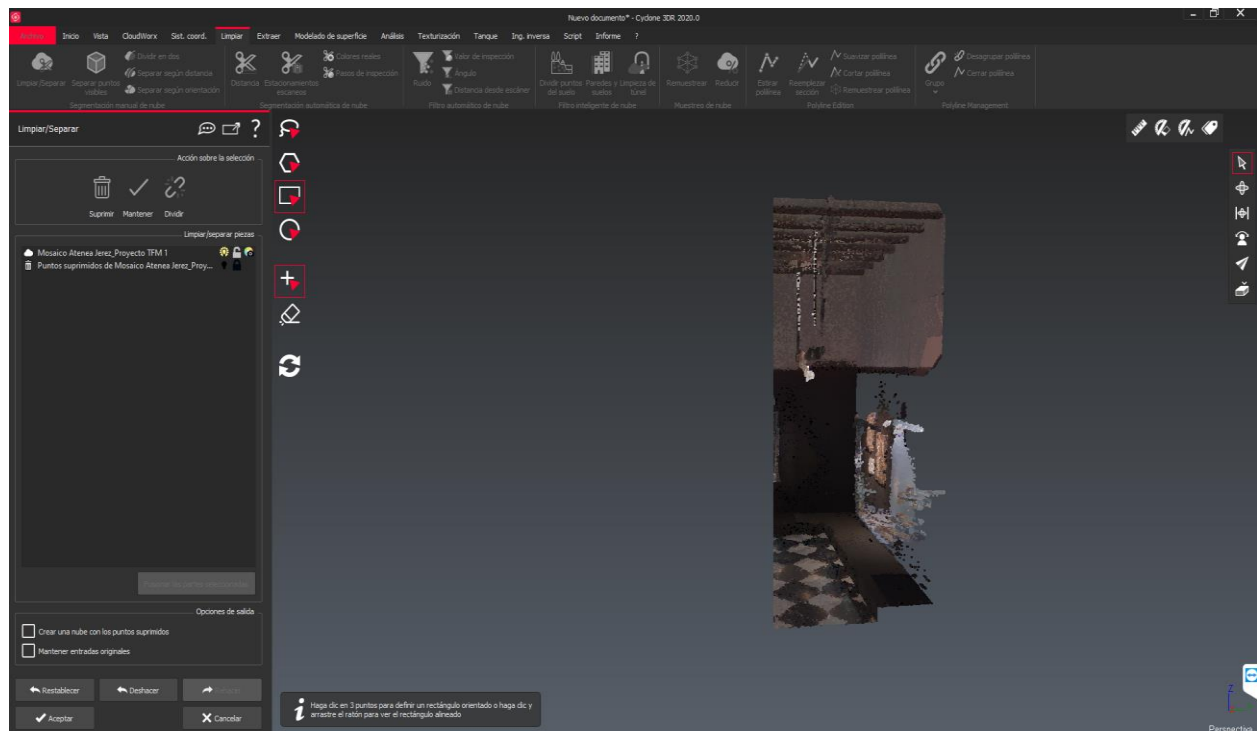 Nuevo documento* - Cyclone 3DR 2020.0
Archivo Inicio Vista CloudWorx Sist. coord. Limpiar Extraer Modelado de superficie Análisis Texturización Tanque Ing. inversa Script Informe ?
Limpiar/Separar
Separar puntos visibles
Dividir en dos
Separar según distancia
Separar según orientación
Distancia
Estacionamientos escaneos
Colores reales
Pasos de inspección
Ruido
Valor de inspección
Angulo
Distancia desde escáner
Dividir puntos del suelo
Paredes y suelos
Limpieza de túnel
Remuestrear
Reducir
Estirar polilínea
Reemplazar sección
Suavizar polilínea
Cortar polilínea
Remuestrear polilínea
Grupo
Desagrupar polilínea
Cerrar polilínea
Segmentación manual de nube
Segmentación automática de nube
Filtro automático de nube
Filtro inteligente de nube
Muestreo de nube
Polyline Edition
Polyline Management
Limpiar/Separar
?
Acción sobre la selección
Suprimir Mantener Dividir
Limpiar/separar piezas
Mosaico Atenea Jerez_Proyecto TFM 1
Puntos suprimidos de Mosaico Atenea Jerez_Proy...
Opciones de salida
Crear una nube con los puntos suprimidos
Mantener entradas originales
Restablecer Deshacer
Aceptar Cancelar
Haga clic en 3 puntos para definir un rectángulo orientado o haga clic y
arrastre el ratón para ver el rectángulo alineado
Z
Perspectiva